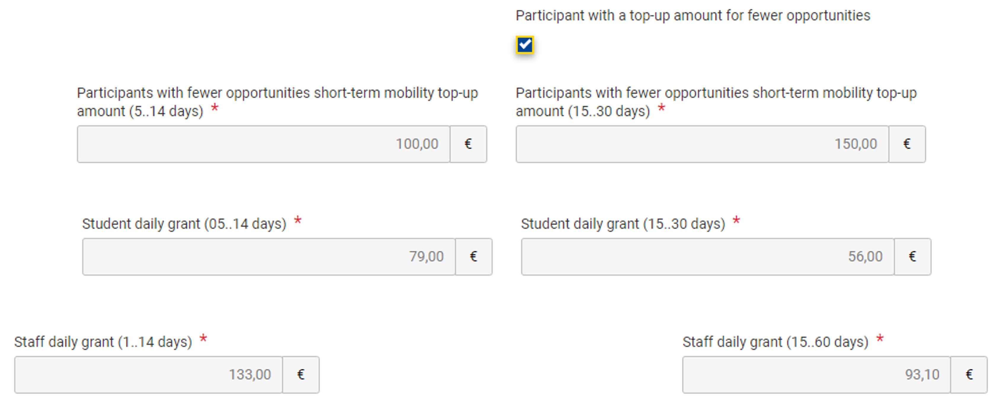 Participant with a top-up amount for fewer opportunities
Participants with fewer opportunities short-term mobility top-up
amount (5..14 days) *
Participants with fewer opportunities short-term mobility top-up
amount (15..30 days) *
100,00 €
150,00 €
Student daily grant (05..14 days) *
Student daily grant (15..30 days) *
79,00 €
56,00 €
Staff daily grant (1..14 days) *
Staff daily grant (15..60 days) *
133,00 €
93,10 €